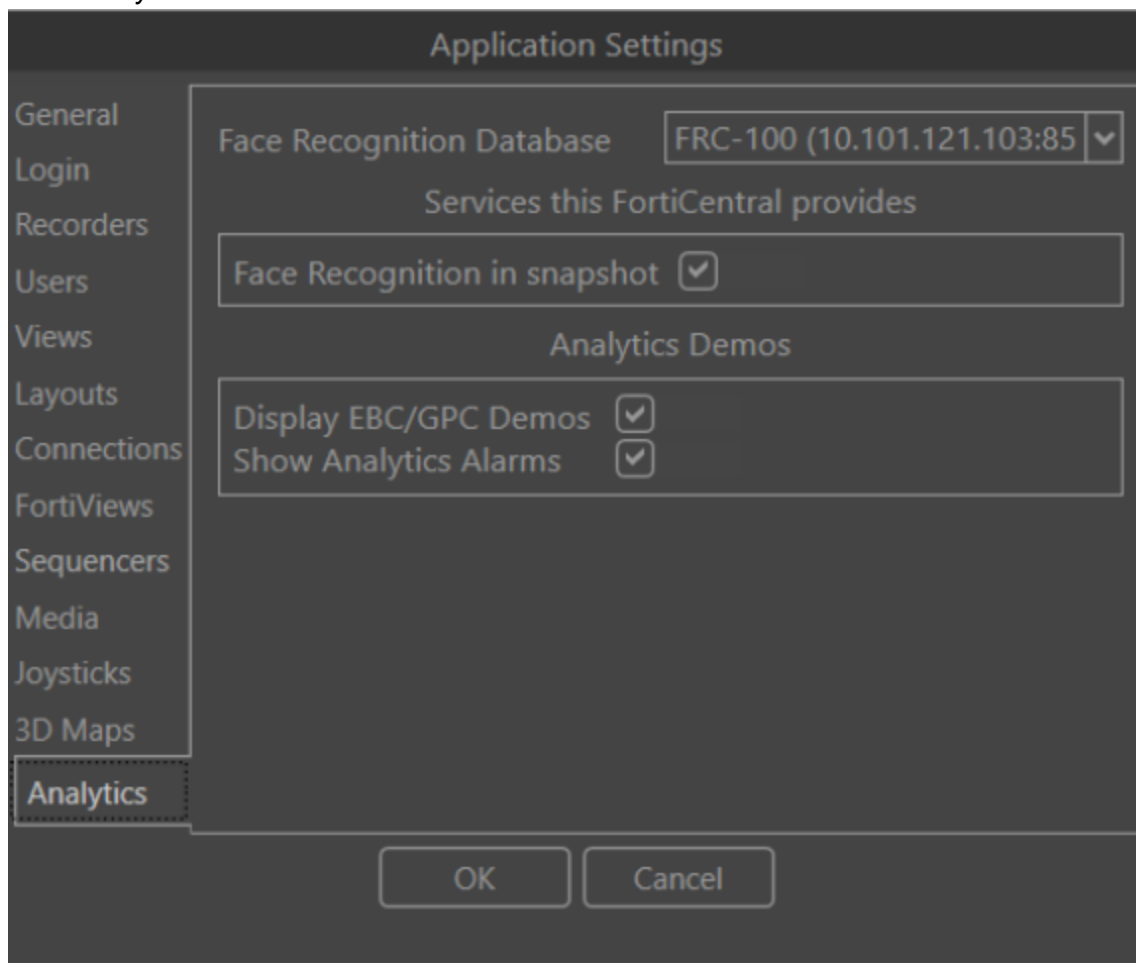 Application Settings
General
Login
Recorders
Users
Views
Layouts
Connections
FortiViews
Sequencers
Media
Joysticks
3D Maps
Analytics
Face Recognition Database FRC-100 (10.101.121.103:85
Services this FortiCentral provides
Face Recognition in snapshot
Analytics Demos
Display EBC/GPC Demos
Show Analytics Alarms
OK Cancel